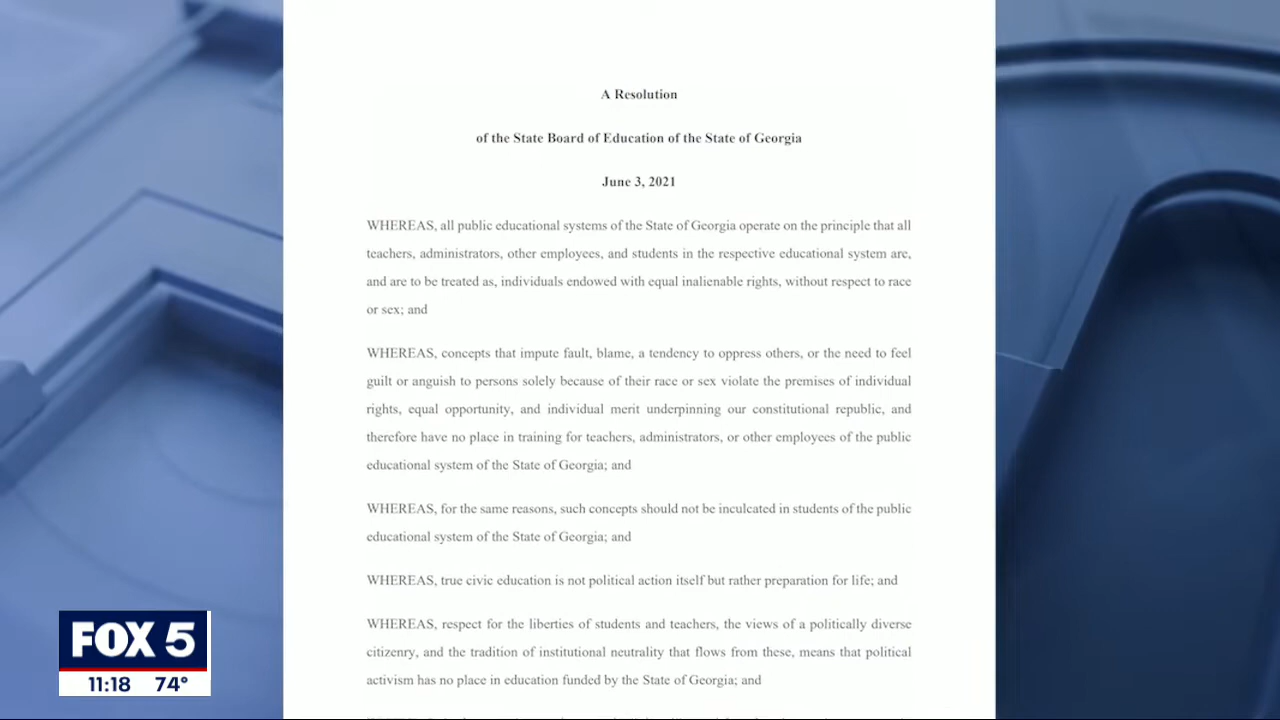 A Resolution
of the State Board of Education of the State of Georgia
June 3, 2021
WHEREAS, all public educational systems of the State of Georgia operate on the principle that all
teachers, administrators, other employees, and students in the respective educational system are,
and are to be treated as, individuals endowed with equal inalienable rights, without respect to race
or sex; and
WHEREAS, concepts that impute fault, blame, a tendency to oppress others, or the need to feel
guilt or anguish to persons solely because of their race or sex violate the premises of individual
rights, equal opportunity, and individual merit underpinning our constitutional republic, and
therefore have no place in training for teachers, administrators, or other employees of the public
educational system of the State of Georgia; and
WHEREAS, for the same reasons, such concepts should not be inculcated in students of the public
educational system of the State of Georgia; and
WHEREAS, true civic education is not political action itself but rather preparation for life; and
WHEREAS, respect for the liberties of students and teachers, the views of a politically diverse
citizenry, and the tradition of institutional neutrality that flows from these, means that political
activism has no place in education funded by the State of Georgia; and
FOX 5
11:18 74°